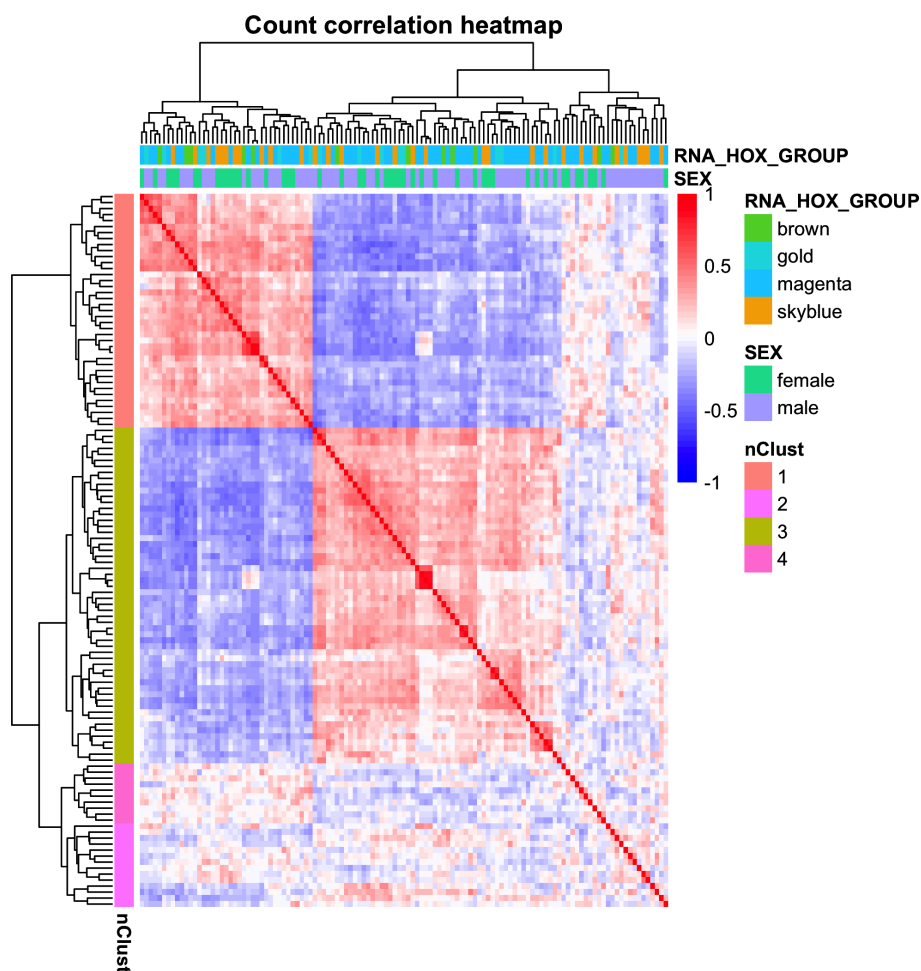 Count correlation heatmap
RNA_HOX_GROUP
SEX
1
0.5
0
-0.5
-1
RNA_HOX_GROUP
brown
gold
magenta
skyblue
SEX
female
male
nClust
1
2
3
4
nClust